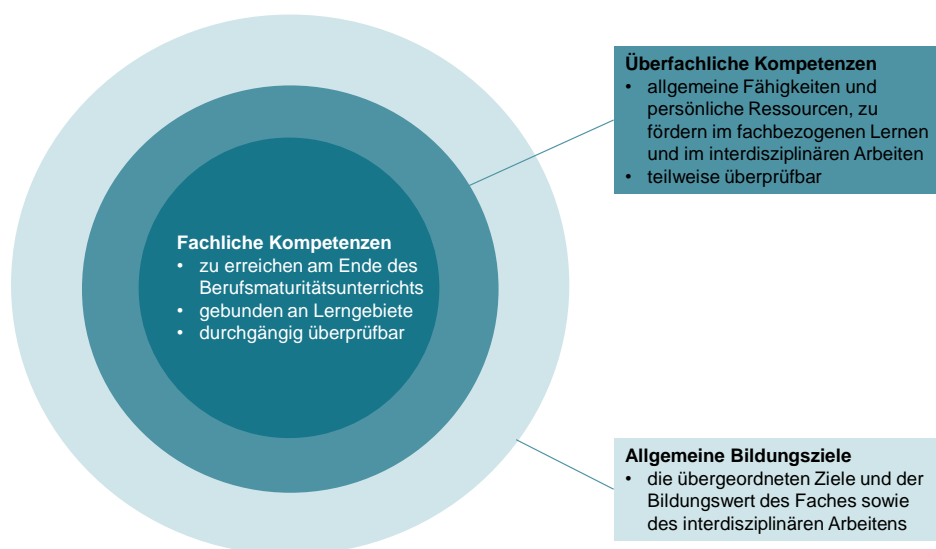 Überfachliche Kompetenzen
• allgemeine Fähigkeiten und
persönliche Ressourcen, zu
fördern im fachbezogenen Lernen
und im interdisziplinären Arbeiten
• teilweise überprüfbar
Fachliche Kompetenzen
• zu erreichen am Ende des
Berufsmaturitätsunterrichts
• gebunden an Lerngebiete
• durchgängig überprüfbar
Allgemeine Bildungsziele
• die übergeordneten Ziele und der
Bildungswert des Faches sowie
des interdisziplinären Arbeitens